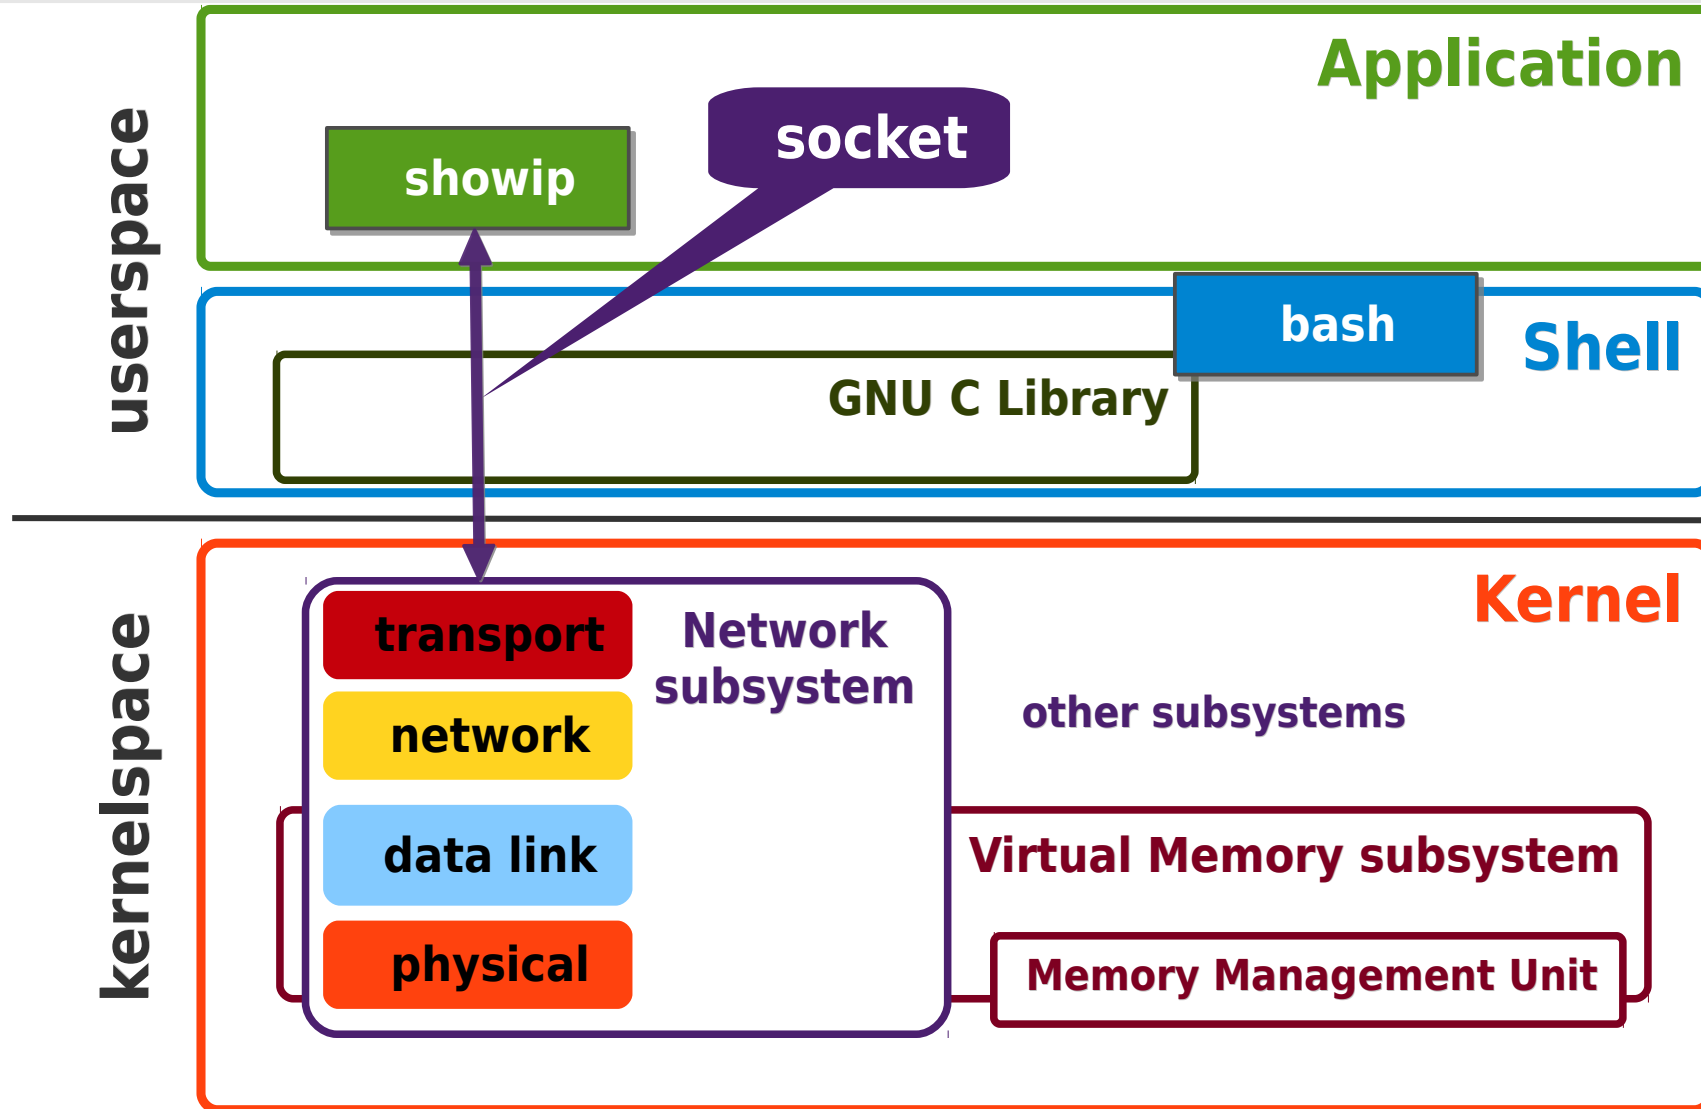 userspace
Application
socket
showip
bash
Shell
GNU C Library
kernelspace
Kernel
transport
Network
subsystem
network
other subsystems
data link
Virtual Memory subsystem
physical
Memory Management Unit